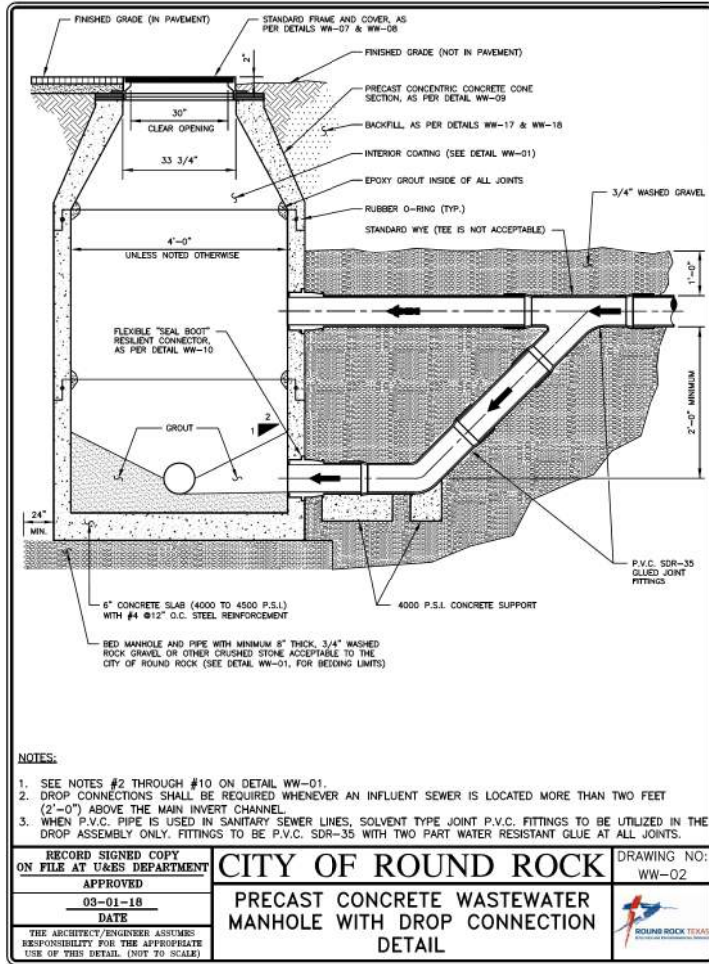 FINISHED GRADE (IN PAVEMENT)
STANDARD FRAME AND COVER, AS
PER DETAILS WW-07 & WW-08
2"
FINISHED GRADE (NOT IN PAVEMENT)
PRECAST CONCENTRIC CONCRETE CONE
SECTION, AS PER DETAIL WW-09
30"
CLEAR OPENING
BACKFILL, AS PER DETAILS WW-17 & WW-18
33 3/4"
INTERIOR COATING (SEE DETAIL WW-01)
EPOXY GROUT INSIDE OF ALL JOINTS
3/4" WASHED GRAVEL
RUBBER O-RING (TYP.)
STANDARD WYE (TEE IS NOT ACCEPTABLE)
4'-0"
UNLESS NOTED OTHERWISE
1'-0"
FLEXIBLE "SEAL BOOT"
RESILIENT CONNECTOR,
AS PER DETAIL WW-10
2'-0" MINIMUM
2
1
GROUT
24"
MIN.
P.V.C. SDR-35
GLUED JOINT
FITTINGS
6" CONCRETE SLAB (4000 TO 4500 P.S.I.)
WITH #4 @12" O.C. STEEL REINFORCEMENT
4000 P.S.I. CONCRETE SUPPORT
BED MANHOLE AND PIPE WITH MINIMUM 8" THICK, 3/4" WASHED
ROCK GRAVEL OR OTHER CRUSHED STONE ACCEPTABLE TO THE
CITY OF ROUND ROCK (SEE DETAIL WW-01, FOR BEDDING LIMITS)
NOTES:
1. SEE NOTES #2 THROUGH #10 ON DETAIL WW-01.
2. DROP CONNECTIONS SHALL BE REQUIRED WHENEVER AN INFLUENT SEWER IS LOCATED MORE THAN TWO FEET
(2'-0") ABOVE THE MAIN INVERT CHANNEL.
3. WHEN P.V.C. PIPE IS USED IN SANITARY SEWER LINES, SOLVENT TYPE JOINT P.V.C. FITTINGS TO BE UTILIZED IN THE
DROP ASSEMBLY ONLY. FITTINGS TO BE P.V.C. SDR-35 WITH TWO PART WATER RESISTANT GLUE AT ALL JOINTS.
RECORD SIGNED COPY
ON FILE AT U&ES DEPARTMENT
APPROVED
03-01-18
DATE
THE ARCHITECT/ENGINEER ASSUMES
RESPONSIBILITY FOR THE APPROPRIATE
USE OF THIS DETAIL. (NOT TO SCALE)
CITY OF ROUND ROCK
PRECAST CONCRETE WASTEWATER
MANHOLE WITH DROP CONNECTION
DETAIL
DRAWING NO:
WW-02
ROUND ROCK TEXAS